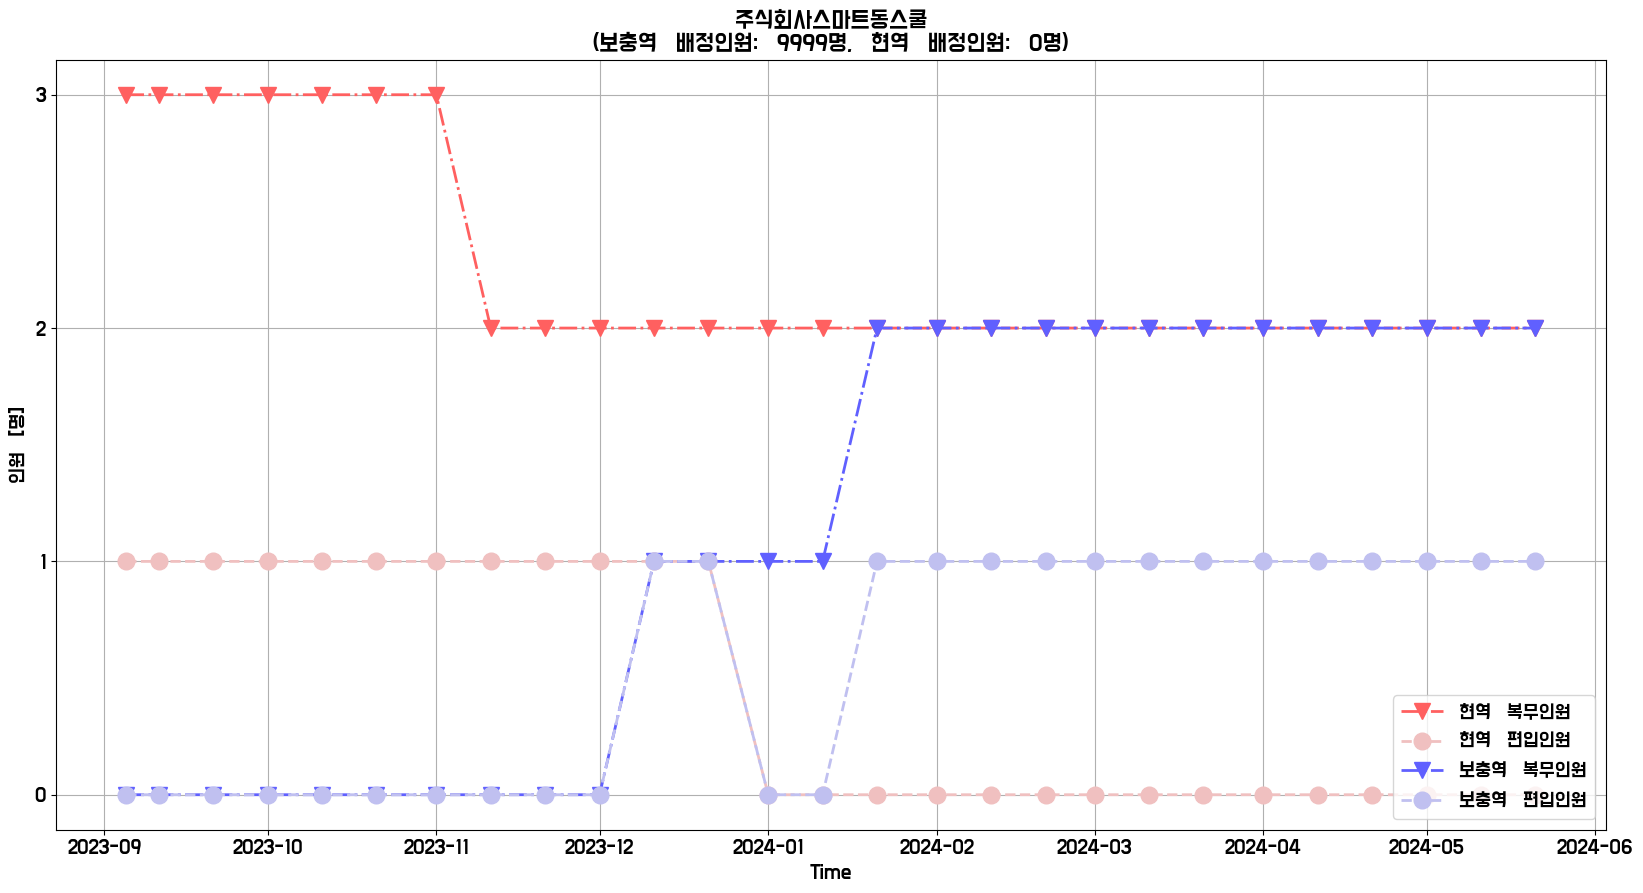 주식회사스마트동스쿨
(보충역 배정인원: 9999명, 현역 배정인원: 0명)
3
2
1
0
인원 [명]
2023-09 2023-10 2023-11 2023-12 2024-01 2024-02 2024-03 2024-04 2024-05 2024-06
Time
현역 복무인원
현역 편입인원
보충역 복무인원
보충역 편입인원